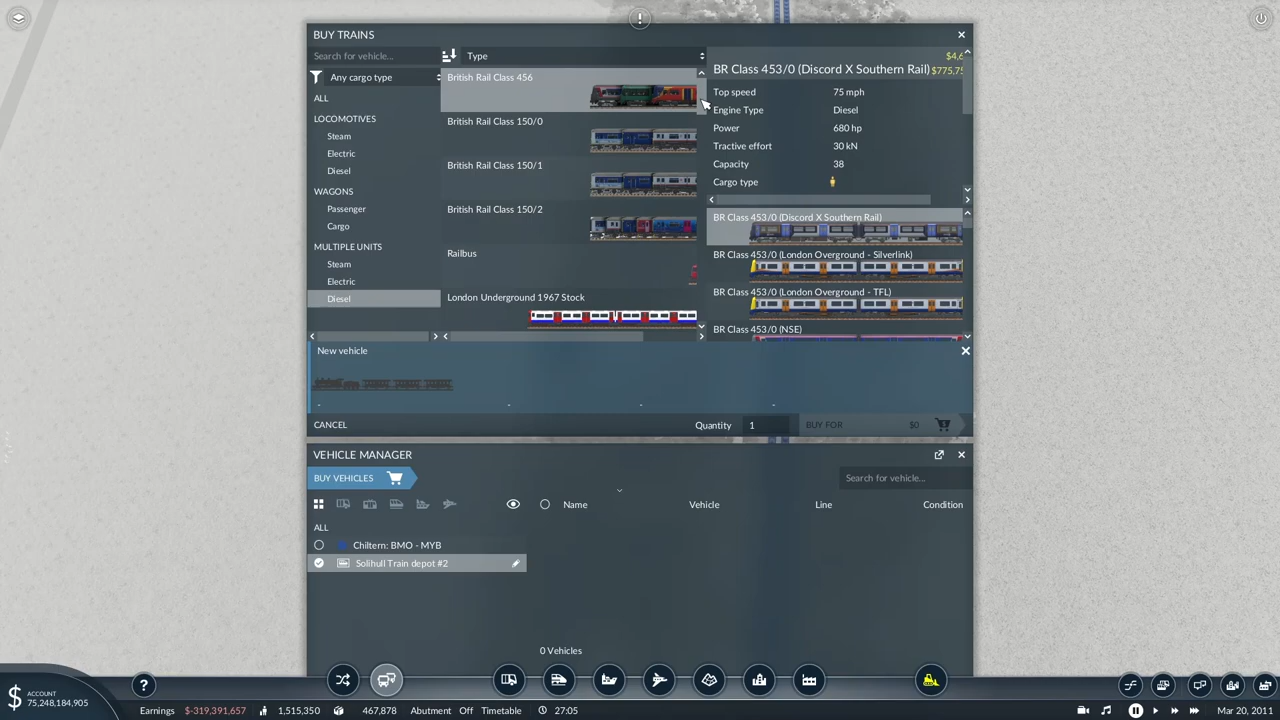 BUY TRAINS
Search for vehicle...
Type
Any cargo type
ALL
LOCOMOTIVES
Steam
Electric
Diesel
WAGONS
Passenger
Cargo
MULTIPLE UNITS
Steam
Electric
Diesel
British Rail Class 456
British Rail Class 150/0
British Rail Class 150/1
British Rail Class 150/2
Railbus
London Underground 1967 Stock
$4,6
BR Class 453/0 (Discord X Southern Rail)
$775,75
Top speed 75 mph
Engine Type Diesel
Power 680 hp
Tractive effort 30 kN
Capacity 38
Cargo type
BR Class 453/0 (Discord X Southern Rail)
BR Class 453/0 (London Overground - Silverlink)
BR Class 453/0 (London Overground - TFL)
BR Class 453/0 (NSE)
New vehicle
- - - -
CANCEL
Quantity 1
BUY FOR $0
VEHICLE MANAGER
BUY VEHICLES
Search for vehicle...
Name Vehicle Line Condition
ALL
Chiltern: BMO - MYB
Solihull Train depot #2
0 Vehicles
$ ACCOUNT
75,248,184,905
?
Earnings $-319,391,657 1,515,350 467,878 Abutment Off Timetable 27:05 Mar 20, 2011